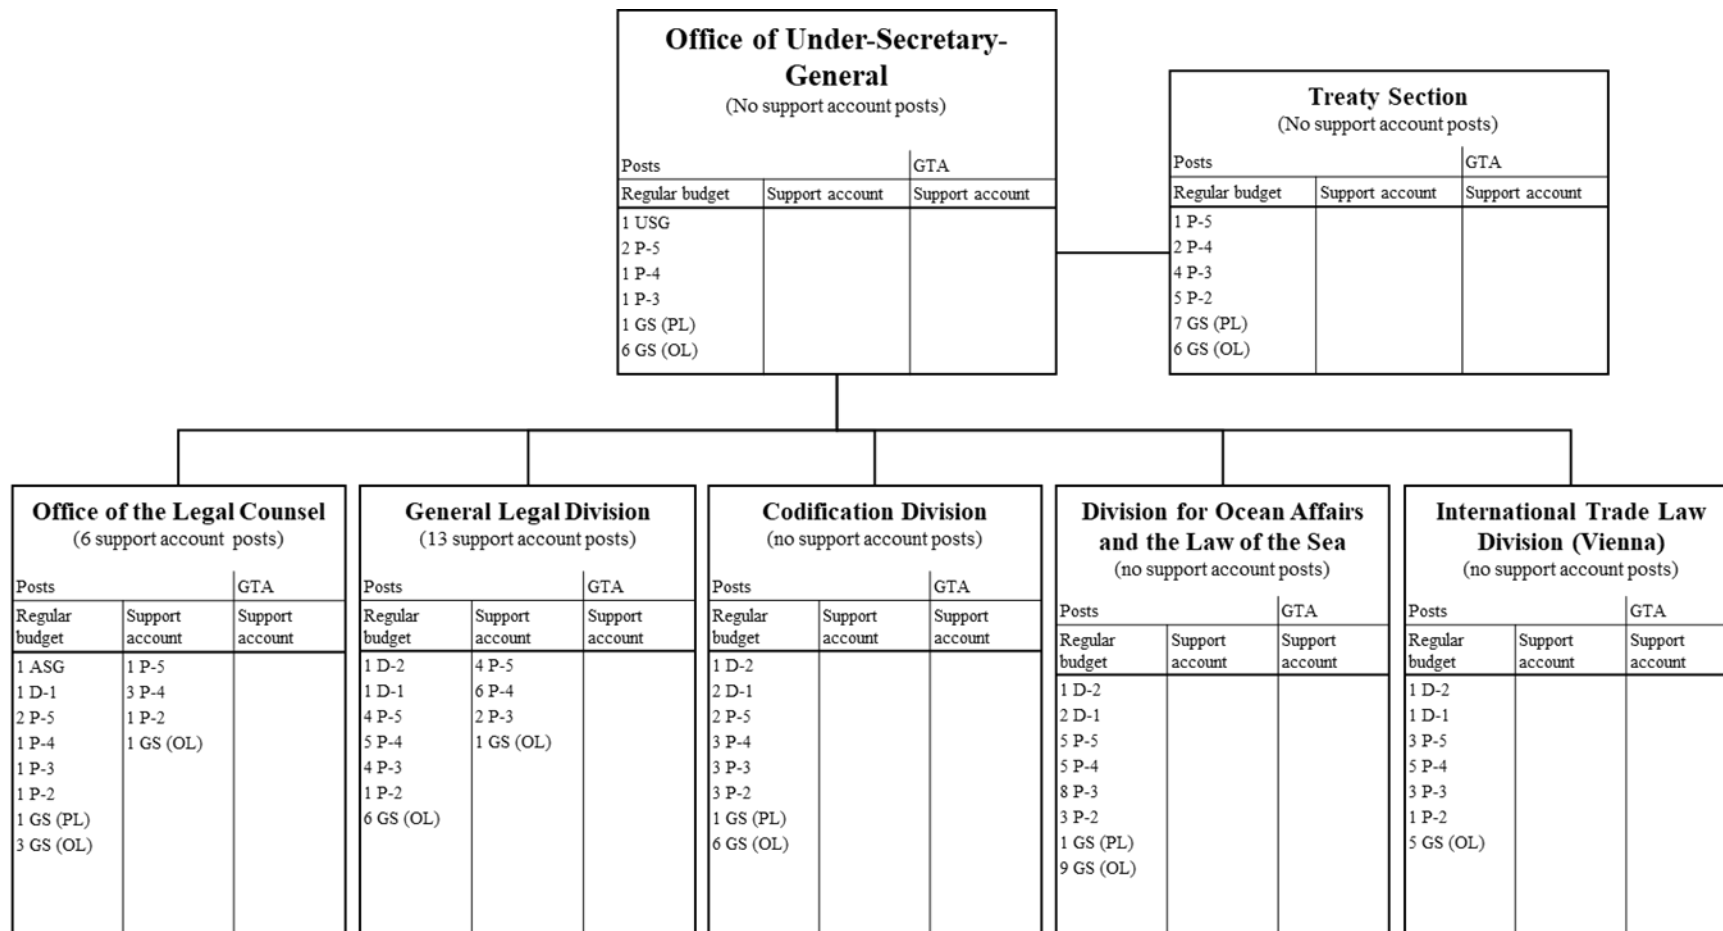 Office of Under-Secretary-
General
(No support account posts)
Posts GTA
Regular budget Support account Support account
1 USG
2 P-5
1 P-4
1 P-3
1 GS (PL)
6 GS (OL)
Treaty Section
(No support account posts)
Posts GTA
Regular budget Support account Support account
1 P-5
2 P-4
4 P-3
5 P-2
7 GS (PL)
6 GS (OL)
Office of the Legal Counsel
(6 support account posts)
Posts GTA
Regular Support Support
budget account account
1 ASG 1 P-5
1 D-1 3 P-4
2 P-5 1 P-2
1 P-4 1 GS (OL)
1 P-3
1 P-2
1 GS (PL)
3 GS (OL)
General Legal Division
(13 support account posts)
Posts GTA
Regular Support Support
budget account account
1 D-2 4 P-5
1 D-1 6 P-4
4 P-5 2 P-3
5 P-4 1 GS (OL)
4 P-3
1 P-2
6 GS (OL)
Codification Division
(no support account posts)
Posts GTA
Regular Support Support
budget account account
1 D-2
2 D-1
2 P-5
3 P-4
3 P-3
3 P-2
1 GS (PL)
6 GS (OL)
Division for Ocean Affairs
and the Law of the Sea
(no support account posts)
Posts GTA
Regular Support Support
budget account account
1 D-2
2 D-1
5 P-5
5 P-4
8 P-3
3 P-2
1 GS (PL)
9 GS (OL)
International Trade Law
Division (Vienna)
(no support account posts)
Posts GTA
Regular Support Support
budget account account
1 D-2
1 D-1
3 P-5
5 P-4
3 P-3
1 P-2
5 GS (OL)